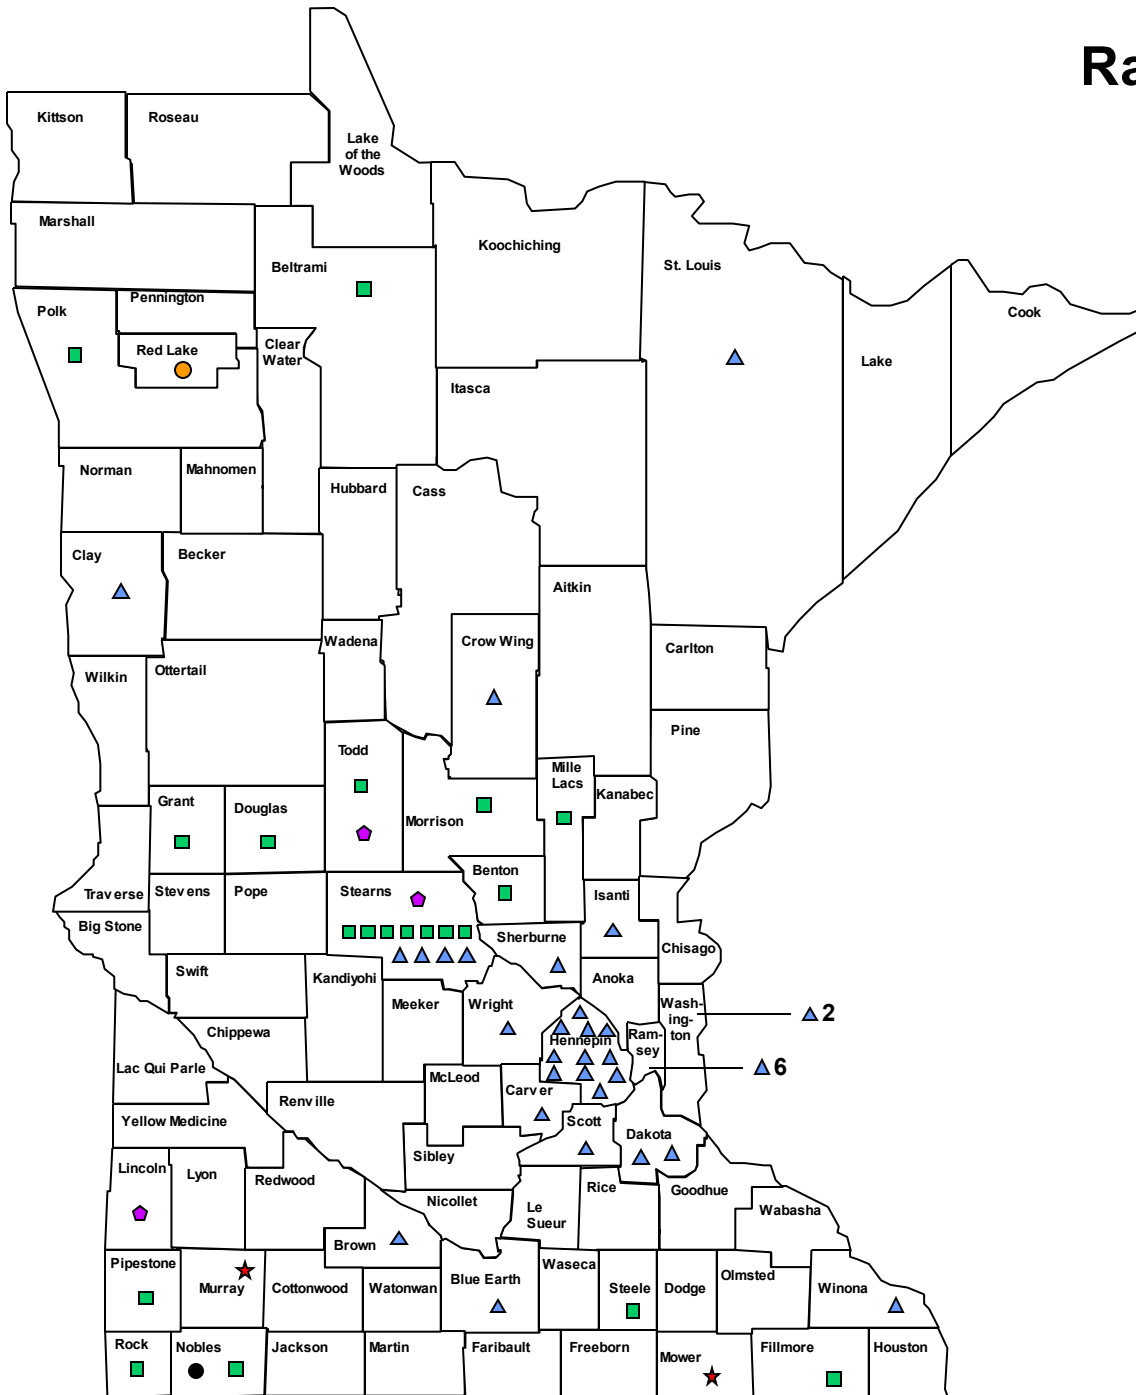 Ra
Kittson
Roseau
Lake
of the
Woods
Marshall
Koochiching
St. Louis
Beltrami
Pennington
Polk
Cook
Red Lake
Clear
Water
Lake
Itasca
Norman
Mahnomen
Hubbard
Cass
Clay
Becker
Aitkin
Wadena
Crow Wing
Carlton
Wilkin
Ottertail
Pine
Todd
Mille
Lacs
Kanabec
Grant
Douglas
Morrison
Benton
Traverse
Stevens
Pope
Stearns
Isanti
Big Stone
Sherburne
Chisago
Swift
Kandiyohi
Anoka
Meeker
Wright
Wash-
ing-
ton
2
Chippewa
Hennepin
Ram-
sey
Lac Qui Parle
6
McLeod
Carver
Renville
Yellow Medicine
Scott
Dakota
Sibley
Lincoln
Lyon
Redwood
Rice
Goodhue
Nicollet
Le
Sueur
Wabasha
Brown
Pipestone
Murray
Cottonwood
Watonwan
Blue Earth
Waseca
Steele
Dodge
Olmsted
Winona
Rock
Nobles
Jackson
Martin
Faribault
Freeborn
Mower
Fillmore
Houston